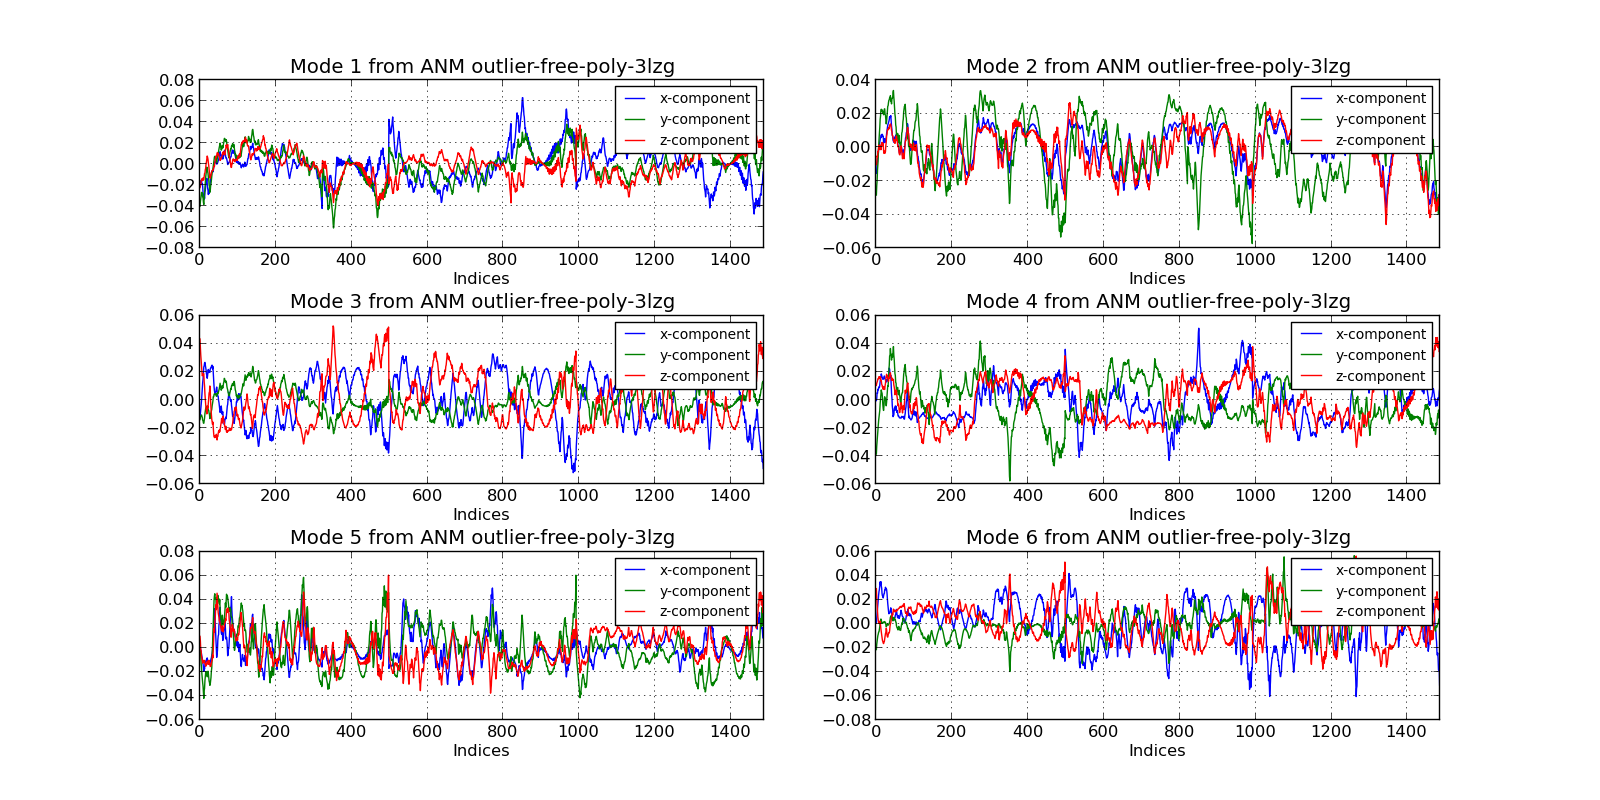 Mode 1 from ANM outlier-free-poly-3lzg
0.08
0.06
0.04
0.02
0.00
−0.02
−0.04
−0.06
−0.08
x-component
y-component
z-component
0 200 400 600 800 1000 1200 1400
Indices
Mode 2 from ANM outlier-free-poly-3lzg
0.04
0.02
0.00
−0.02
−0.04
−0.06
x-component
y-component
z-component
0 200 400 600 800 1000 1200 1400
Indices
Mode 3 from ANM outlier-free-poly-3lzg
0.06
0.04
0.02
0.00
−0.02
−0.04
−0.06
x-component
y-component
z-component
0 200 400 600 800 1000 1200 1400
Indices
Mode 4 from ANM outlier-free-poly-3lzg
0.06
0.04
0.02
0.00
−0.02
−0.04
−0.06
x-component
y-component
z-component
0 200 400 600 800 1000 1200 1400
Indices
Mode 5 from ANM outlier-free-poly-3lzg
0.08
0.06
0.04
0.02
0.00
−0.02
−0.04
−0.06
x-component
y-component
z-component
0 200 400 600 800 1000 1200 1400
Indices
Mode 6 from ANM outlier-free-poly-3lzg
0.06
0.04
0.02
0.00
−0.02
−0.04
−0.06
−0.08
x-component
y-component
z-component
0 200 400 600 800 1000 1200 1400
Indices